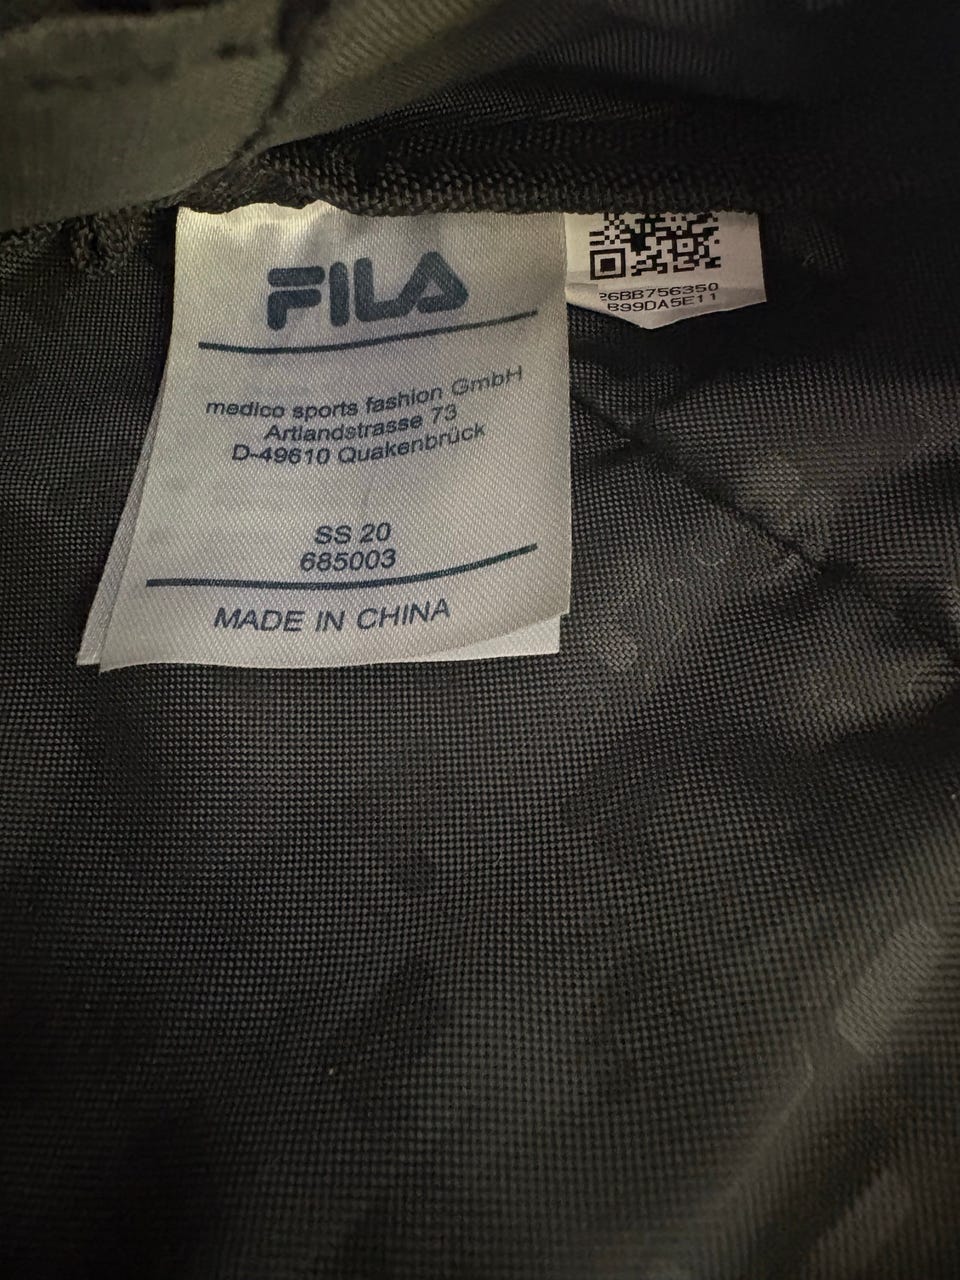 FILA
medico sports fashion GmbH
Artlandstrasse 73
D-49610 Quakenbrück
SS 20
685003
MADE IN CHINA
26BB756350
B99DA5E11